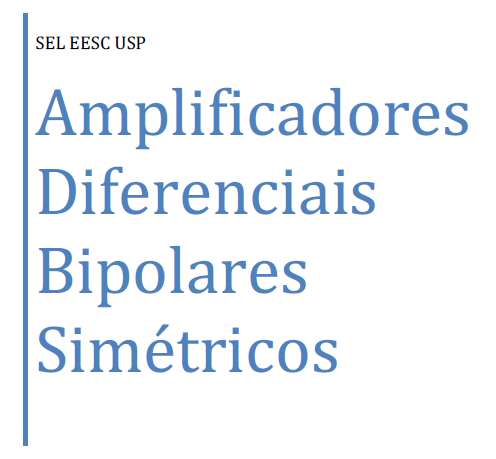 SEL EESC USP
Amplificadores
Diferenciais
Bipolares
Simétricos